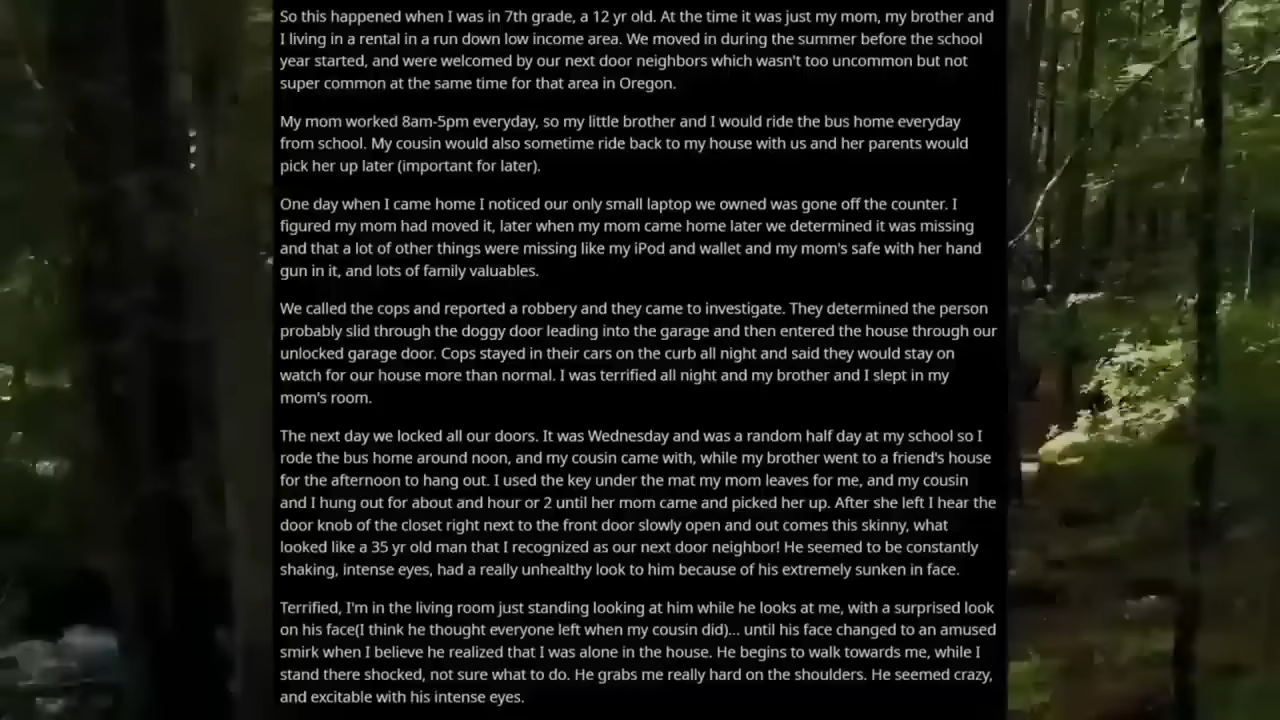 So this happened when I was in 7th grade, a 12 yr old. At the time it was just my mom, my brother and
I living in a rental in a run down low income area. We moved in during the summer before the school
year started, and were welcomed by our next door neighbors which wasn't too uncommon but not
super common at the same time for that area in Oregon.
My mom worked 8am-5pm everyday, so my little brother and I would ride the bus home everyday
from school. My cousin would also sometime ride back to my house with us and her parents would
pick her up later (important for later).
One day when I came home I noticed our only small laptop we owned was gone off the counter. I
figured my mom had moved it, later when my mom came home later we determined it was missing
and that a lot of other things were missing like my iPod and wallet and my mom's safe with her hand
gun in it, and lots of family valuables.
We called the cops and reported a robbery and they came to investigate. They determined the person
probably slid through the doggy door leading into the garage and then entered the house through our
unlocked garage door. Cops stayed in their cars on the curb all night and said they would stay on
watch for our house more than normal. I was terrified all night and my brother and I slept in my
mom's room.
The next day we locked all our doors. It was Wednesday and was a random half day at my school so I
rode the bus home around noon, and my cousin came with, while my brother went to a friend's house
for the afternoon to hang out. I used the key under the mat my mom leaves for me, and my cousin
and I hung out for about and hour or 2 until her mom came and picked her up. After she left I hear the
door knob of the closet right next to the front door slowly open and out comes this skinny, what
looked like a 35 yr old man that I recognized as our next door neighbor! He seemed to be constantly
shaking, intense eyes, had a really unhealthy look to him because of his extremely sunken in face.
Terrified, I'm in the living room just standing looking at him while he looks at me, with a surprised look
on his face(I think he thought everyone left when my cousin did)... until his face changed to an amused
smirk when I believe he realized that I was alone in the house. He begins to walk towards me, while I
stand there shocked, not sure what to do. He grabs me really hard on the shoulders. He seemed crazy,
and excitable with his intense eyes.